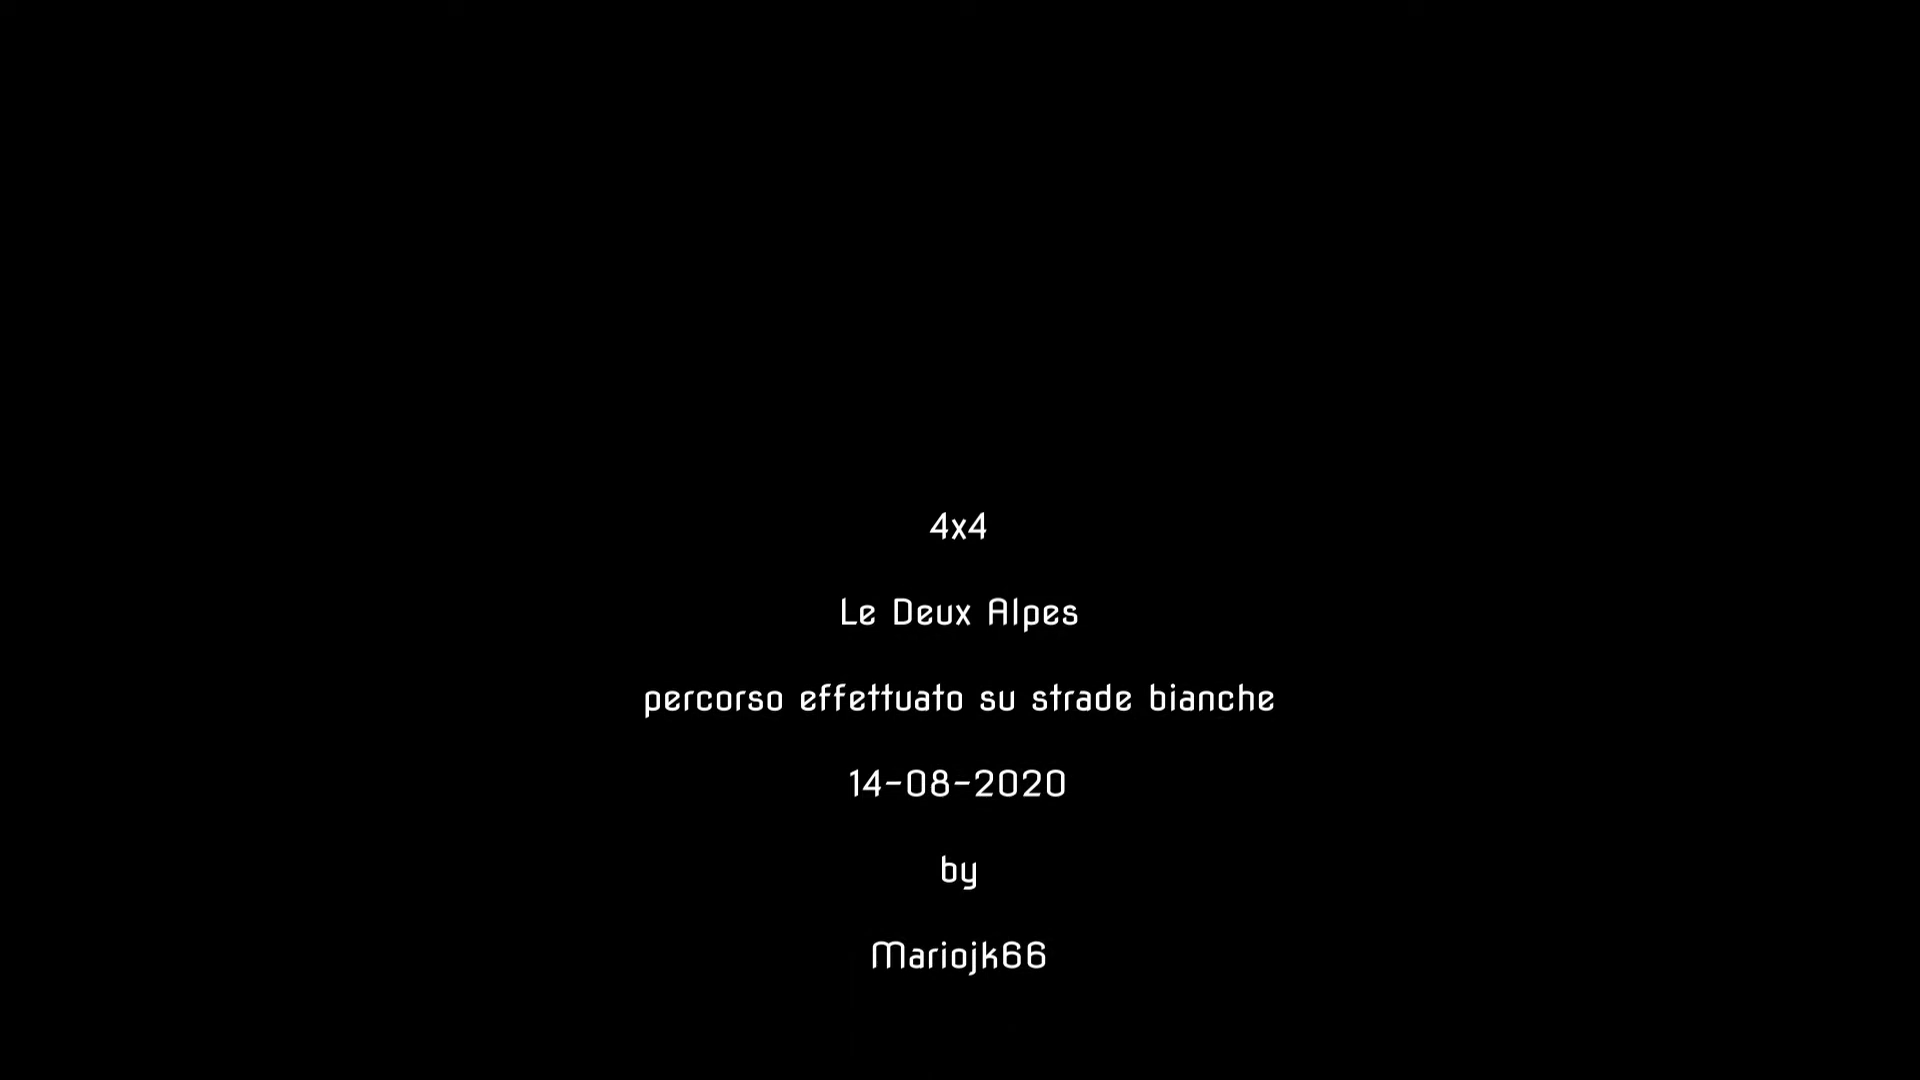 4x4
Le Deux Alpes
percorso effettuato su strade bianche
14-08-2020
by
Mariojk66